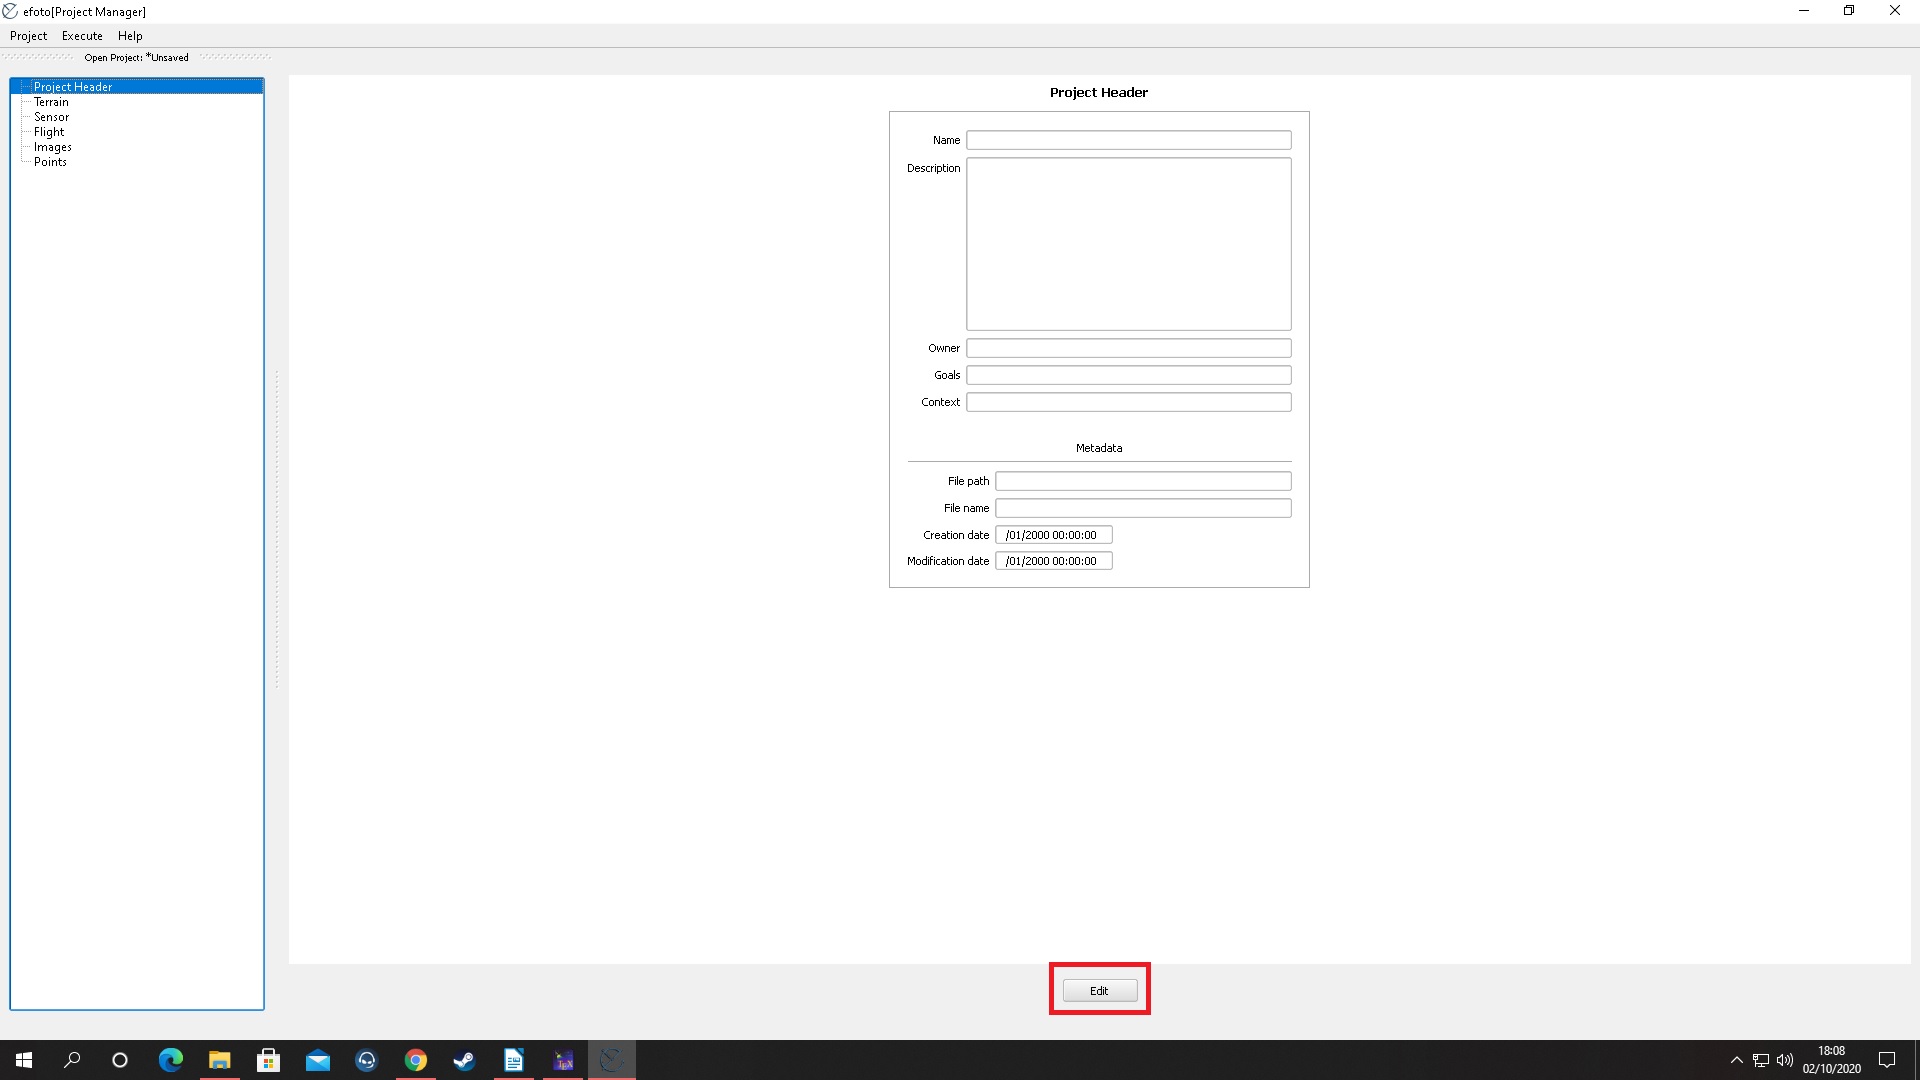 efoto[Project Manager]
Project Execute Help
Open Project: *Unsaved
Project Header
Terrain
Sensor
Flight
Images
Points
Project Header
Name
Description
Owner
Goals
Context
Metadata
File path
File name
Creation date /01/2000 00:00:00
Modification date /01/2000 00:00:00
Edit
18:08
02/10/2020